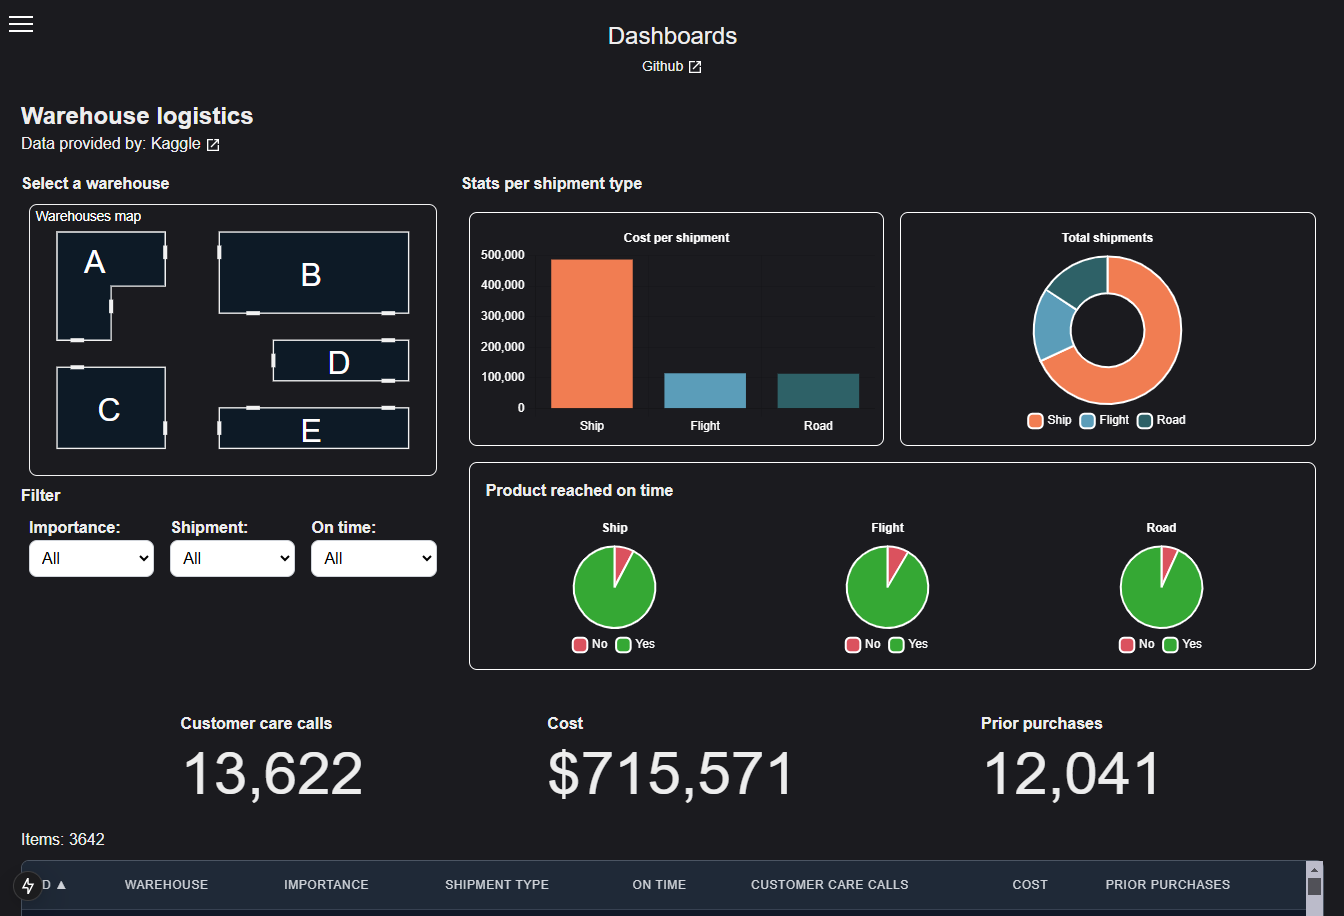 Dashboards
Github
Warehouse logistics
Data provided by: Kaggle
Select a warehouse
Warehouses map
A
B
D
C
E
Filter
Importance: Shipment: On time:
All All All
Stats per shipment type
Cost per shipment
500,000
400,000
300,000
200,000
100,000
0
Ship Flight Road
Total shipments
Ship Flight Road
Product reached on time
Ship Flight Road
No Yes No Yes No Yes
Customer care calls Cost Prior purchases
13,622 $715,571 12,041
Items: 3642
D ▲ WAREHOUSE IMPORTANCE SHIPMENT TYPE ON TIME CUSTOMER CARE CALLS COST PRIOR PURCHASES